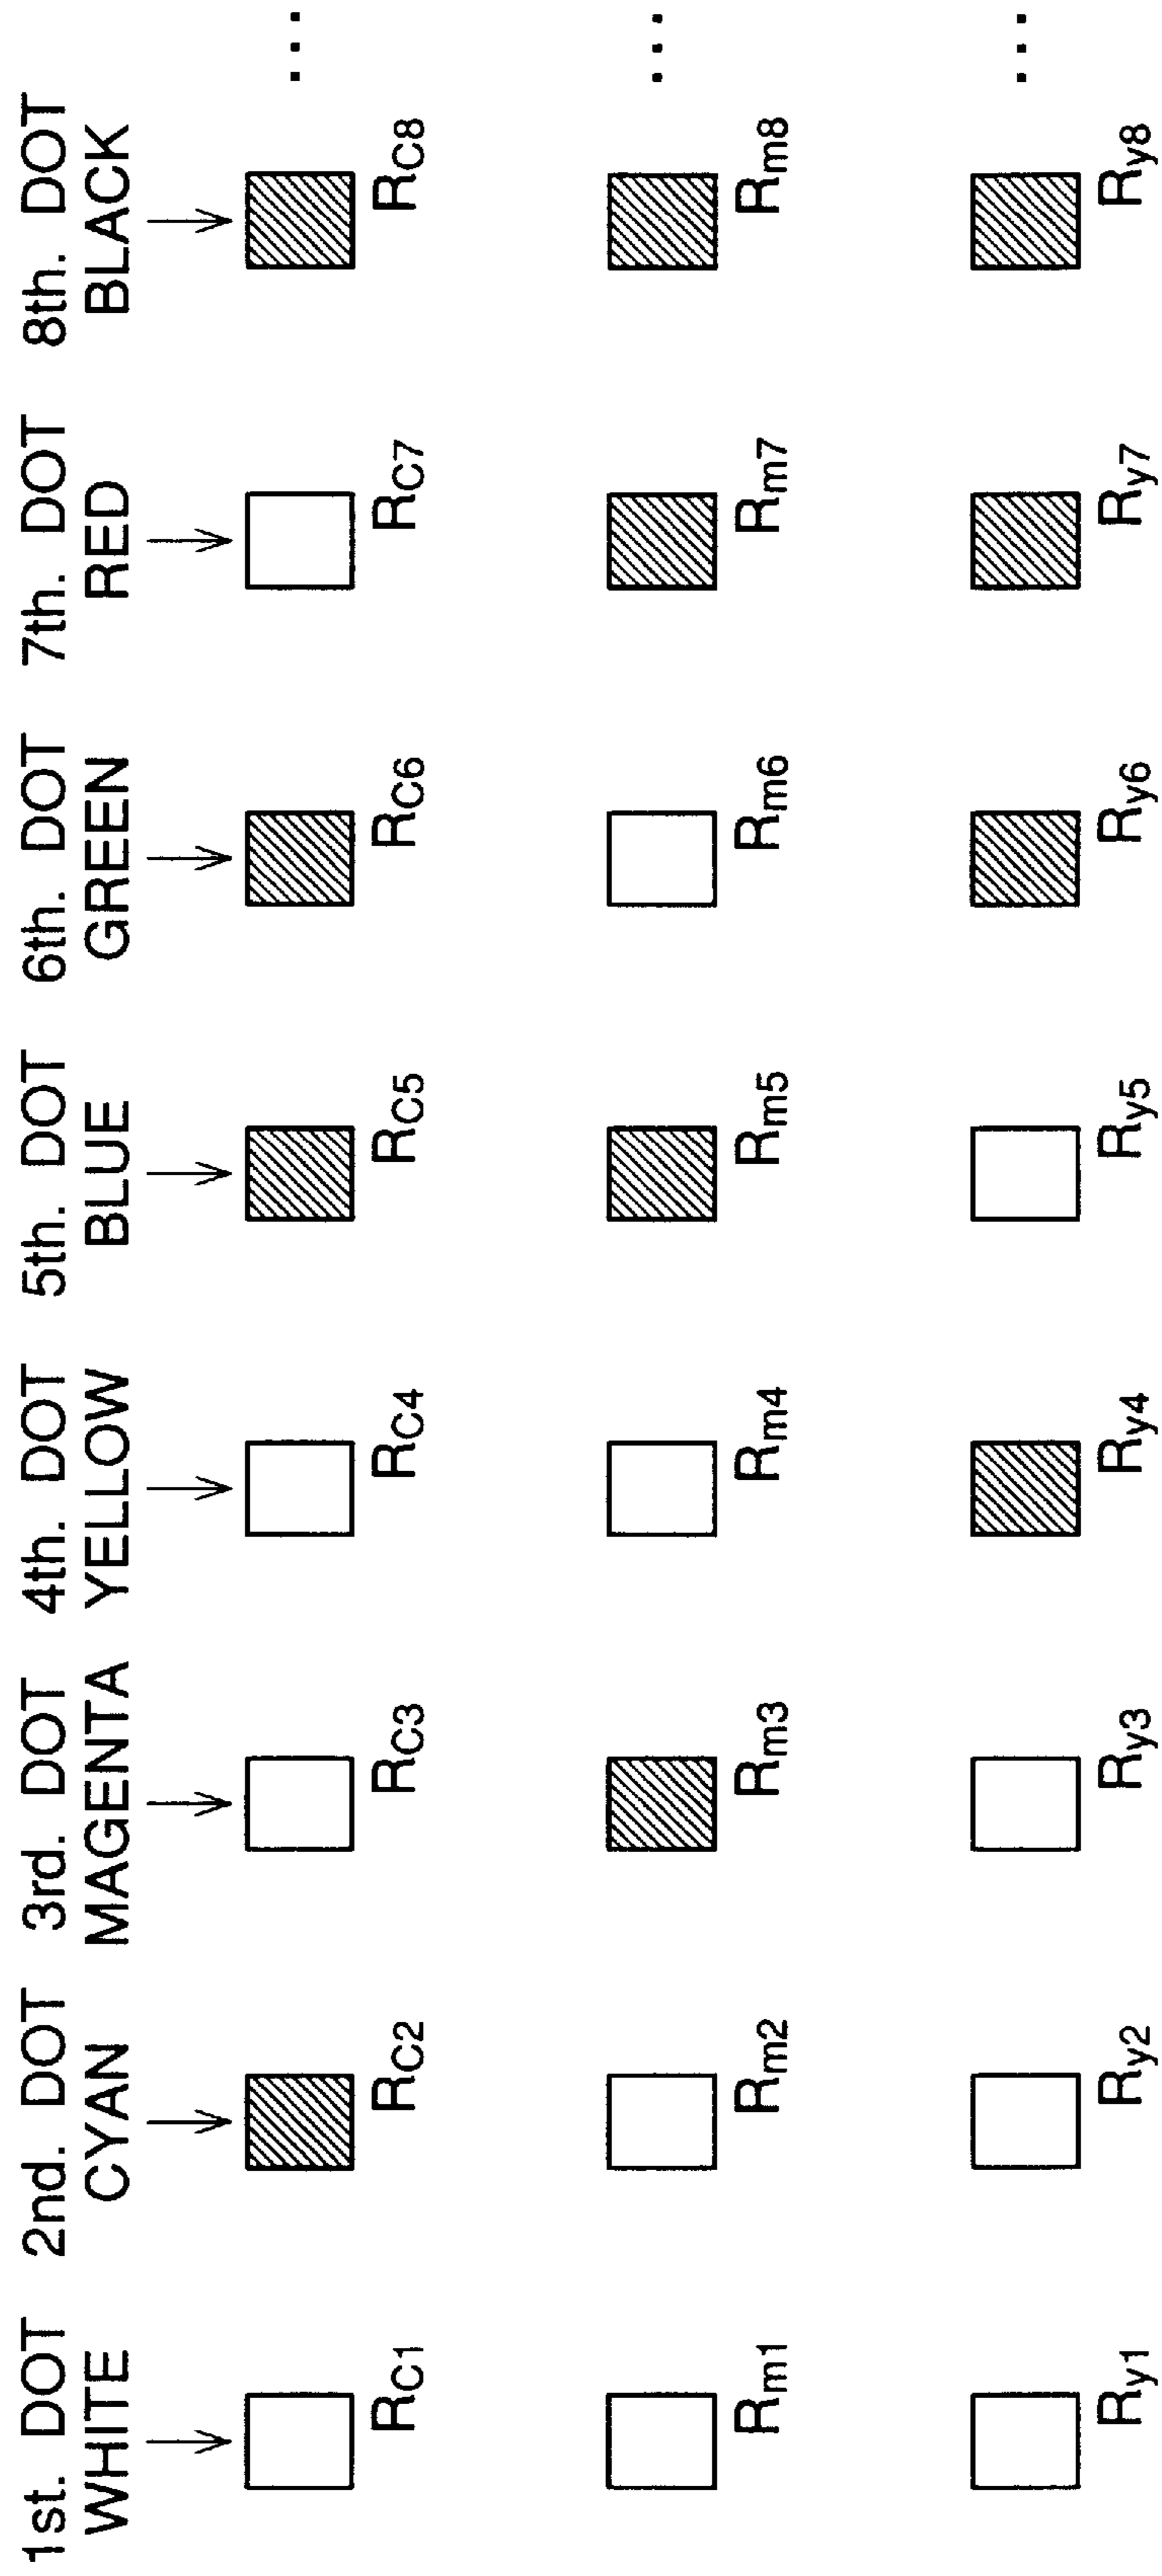 1st. DOT 2nd. DOT 3rd. DOT 4th. DOT 5th. DOT 6th. DOT 7th. DOT 8th. DOT
WHITE CYAN MAGENTA YELLOW BLUE GREEN RED BLACK
RC1 RC2 RC3 RC4 RC5 RC6 RC7 RC8 ...
Rm1 Rm2 Rm3 Rm4 Rm5 Rm6 Rm7 Rm8 ...
Ry1 Ry2 Ry3 Ry4 Ry5 Ry6 Ry7 Ry8 ...